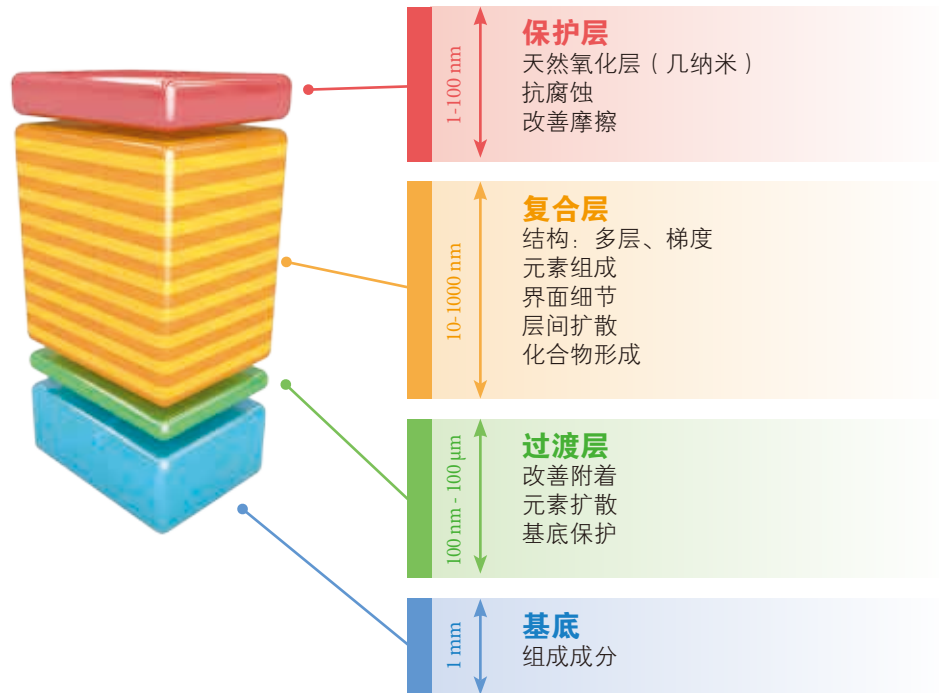 1-100 nm
保护层
天然氧化层（几纳米）
抗腐蚀
改善摩擦
10-1000 nm
复合层
结构：多层、梯度
元素组成
界面细节
层间扩散
化合物形成
100 nm - 100 μm
过渡层
改善附着
元素扩散
基底保护
1 mm
基底
组成成分